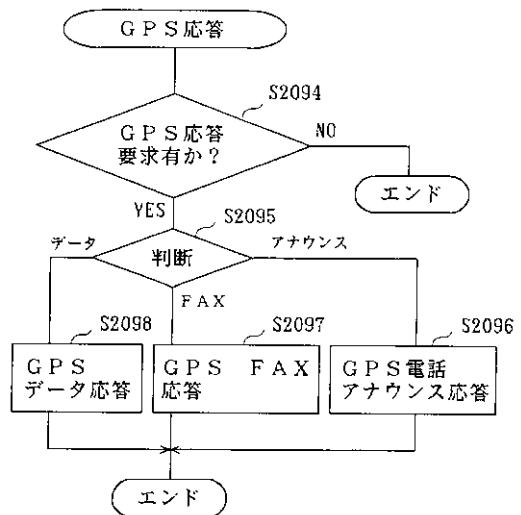 ＧＰＳ応答
S2094
ＧＰＳ応答
要求有か？
NO
エンド
YES
S2095
データ
判断
アナウンス
ＦＡＸ
S2098
S2097
S2096
ＧＰＳ
データ応答
ＧＰＳ　ＦＡＸ
応答
ＧＰＳ電話
アナウンス応答
エンド